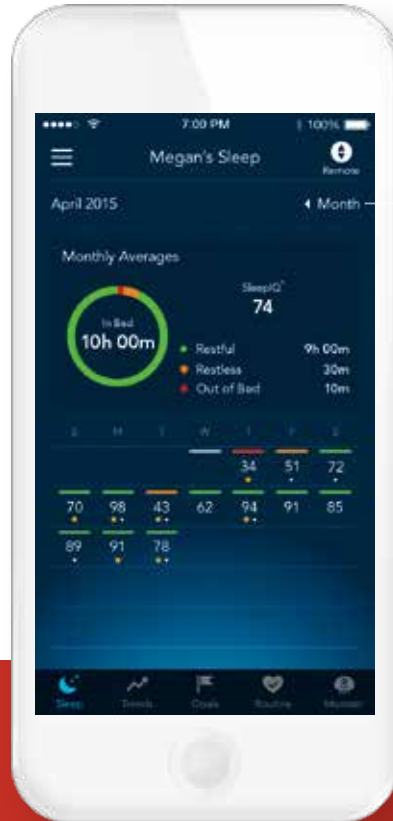 7:00 PM
100%
Megan's Sleep
Remote
April 2015
Month
Monthly Averages
SleepIQ
74
In Bed
10h 00m
Restful 9h 00m
Restless 30m
Out of Bed 10m
S M T W T F S
34 51 72
70 98 43 62 94 91 85
89 91 78
Sleep Trends Goals Routine